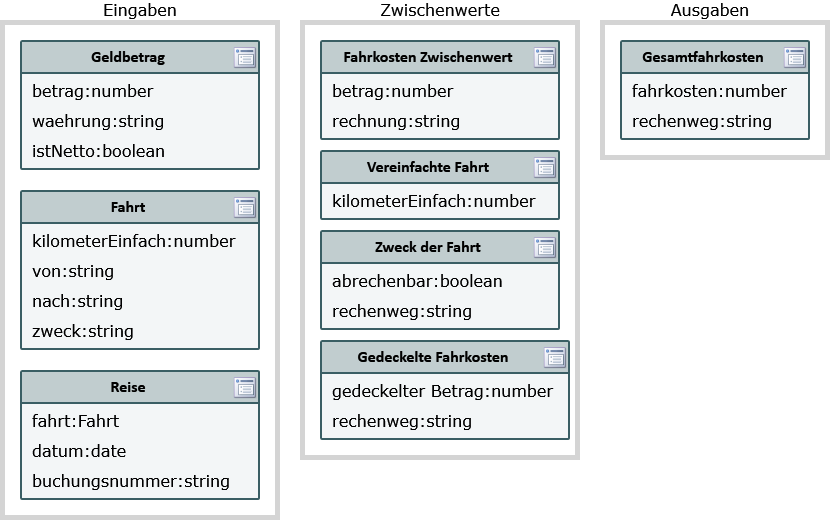 Eingaben
Geldbetrag
betrag:number
waehrung:string
istNetto:boolean
Fahrt
kilometerEinfach:number
von:string
nach:string
zweck:string
Reise
fahrt:Fahrt
datum:date
buchungsnummer:string
Zwischenwerte
Fahrkosten Zwischenwert
betrag:number
rechnung:string
Vereinfachte Fahrt
kilometerEinfach:number
Zweck der Fahrt
abrechenbar:boolean
rechenweg:string
Gedeckelte Fahrkosten
gedeckelter Betrag:number
rechenweg:string
Ausgaben
Gesamtfahrkosten
fahrkosten:number
rechenweg:string